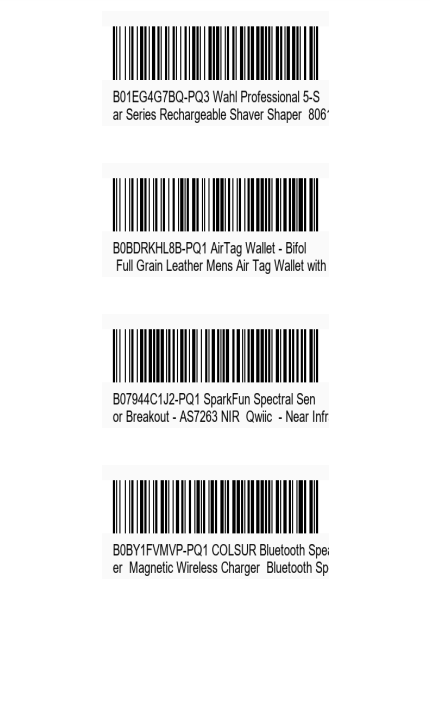 B01EG4G7BQ-PQ3 Wahl Professional 5-S
ar Series Rechargeable Shaver Shaper 8061
B0BDRKHL8B-PQ1 AirTag Wallet - Bifol
Full Grain Leather Mens Air Tag Wallet with
B07944C1J2-PQ1 SparkFun Spectral Sen
or Breakout - AS7263 NIR Qwiic - Near Infr
B0BY1FVMVP-PQ1 COLSUR Bluetooth Spea
er Magnetic Wireless Charger Bluetooth Sp